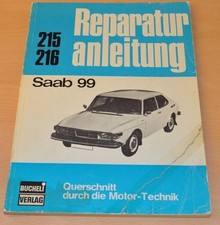 215
216
Reparatur
anleitung
Saab 99
BUCHELI
VERLAG
Querschnitt
durch die Motor-Technik